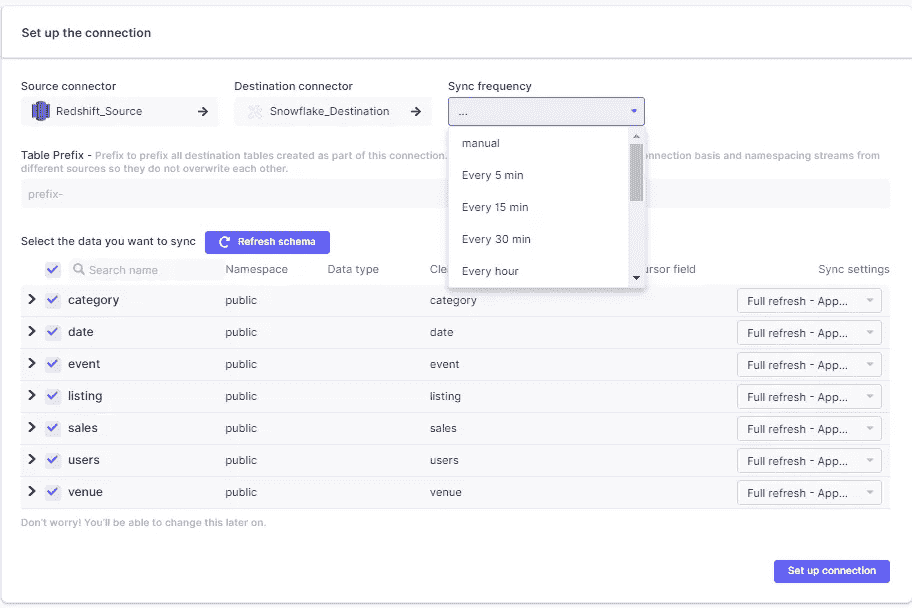 Set up the connection
Source connector
Destination connector
Sync frequency
Redshift_Source
Snowflake_Destination
...
manual
Every 5 min
Every 15 min
Every 30 min
Every hour
Table Prefix - Prefix to prefix all destination tables created as part of this connection. onnection basis and namespacing streams from
different sources so they do not overwrite each other.
prefix-
Select the data you want to sync
Refresh schema
Search name
Namespace
Data type
Cle
rsor field
Sync settings
category public category Full refresh - App...
date public date Full refresh - App...
event public event Full refresh - App...
listing public listing Full refresh - App...
sales public sales Full refresh - App...
users public users Full refresh - App...
venue public venue Full refresh - App...
Don't worry! You'll be able to change this later on.
Set up connection